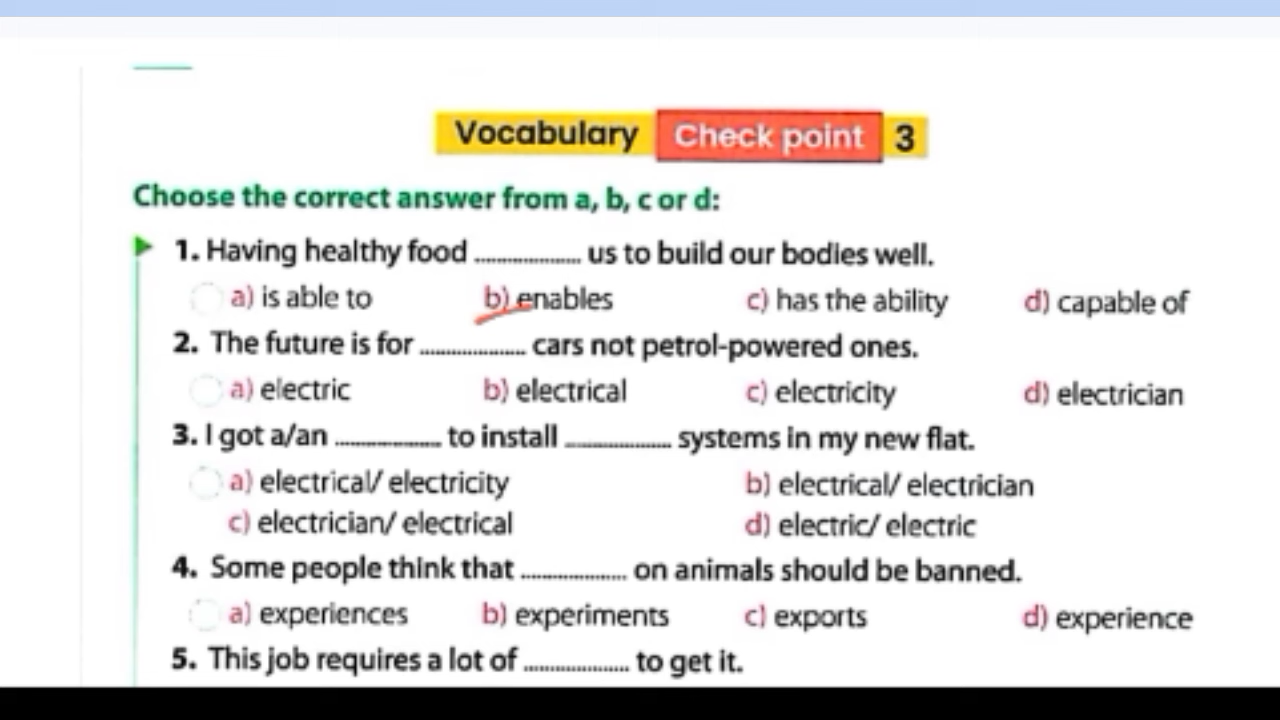 Vocabulary Check point 3
Choose the correct answer from a, b, c or d:
1. Having healthy food .................. us to build our bodies well.
a) is able to b) enables c) has the ability d) capable of
2. The future is for .................. cars not petrol-powered ones.
a) electric b) electrical c) electricity d) electrician
3. I got a/an .................. to install .................. systems in my new flat.
a) electrical/ electricity b) electrical/ electrician
c) electrician/ electrical d) electric/ electric
4. Some people think that .................. on animals should be banned.
a) experiences b) experiments c) exports d) experience
5. This job requires a lot of .................. to get it.